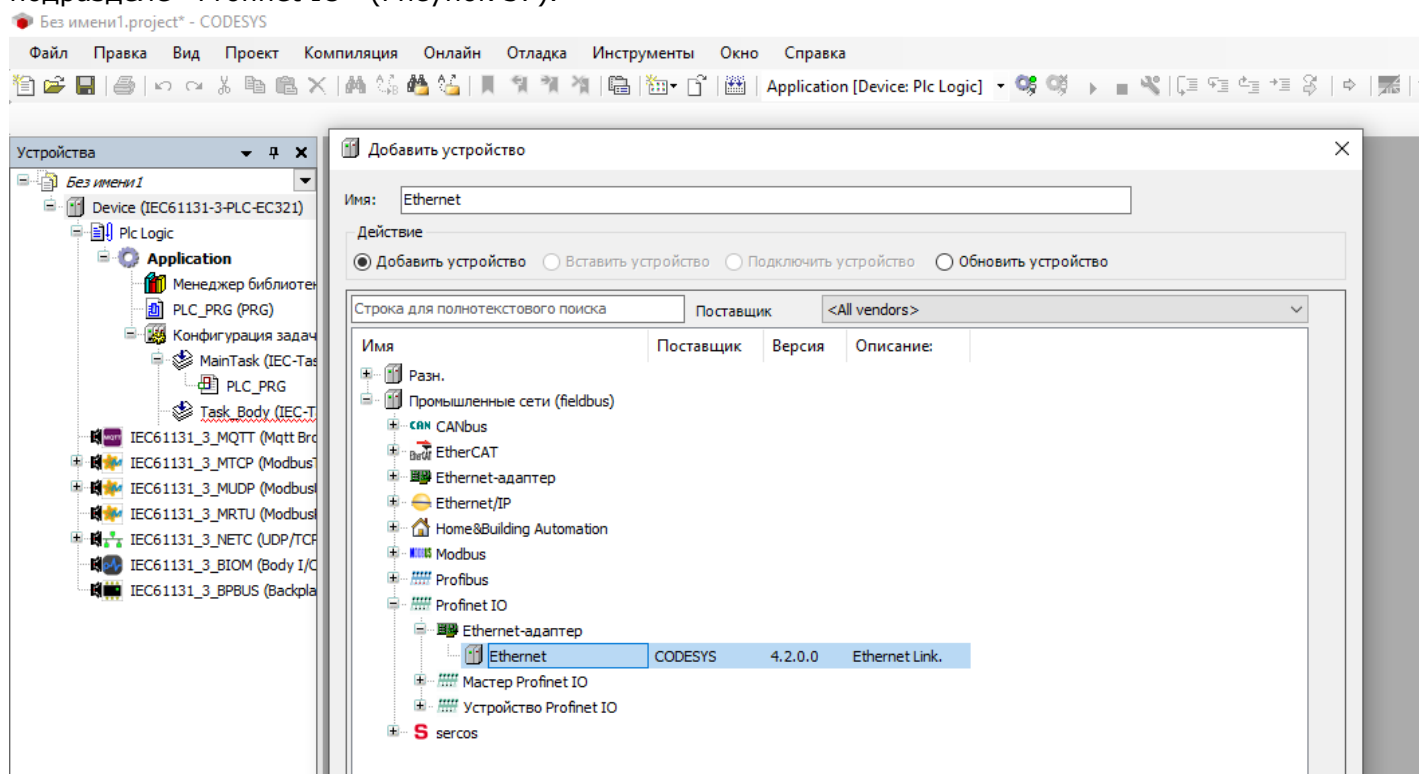 подразделе "Profinet IO" (Рисунок 37).
Без имени1.project* - CODESYS
Файл Правка Вид Проект Компиляция Онлайн Отладка Инструменты Окно Справка
Application [Device: Plc Logic]
Устройства
Без имени1
Device (IEC61131-3-PLC-EC321)
Plc Logic
Application
Менеджер библиотек
PLC_PRG (PRG)
Конфигурация задач
MainTask (IEC-Tas
PLC_PRG
Task_Body (IEC-T
IEC61131_3_MQTT (Mqtt Bro
IEC61131_3_MTCP (ModbusT
IEC61131_3_MUDP (Modbus
IEC61131_3_MRTU (Modbus
IEC61131_3_NETC (UDP/TCP
IEC61131_3_BIOM (Body I/O
IEC61131_3_BPBUS (Backpla
Добавить устройство
Имя: Ethernet
Действие
Добавить устройство Вставить устройство Подключить устройство Обновить устройство
Строка для полнотекстового поиска Поставщик <All vendors>
Имя Поставщик Версия Описание:
Разн.
Промышленные сети (fieldbus)
CAN CANbus
EtherCAT
Ethernet-адаптер
Ethernet/IP
Home&Building Automation
Modbus
Profibus
Profinet IO
Ethernet-адаптер
Ethernet CODESYS 4.2.0.0 Ethernet Link.
Мастер Profinet IO
Устройство Profinet IO
sercos